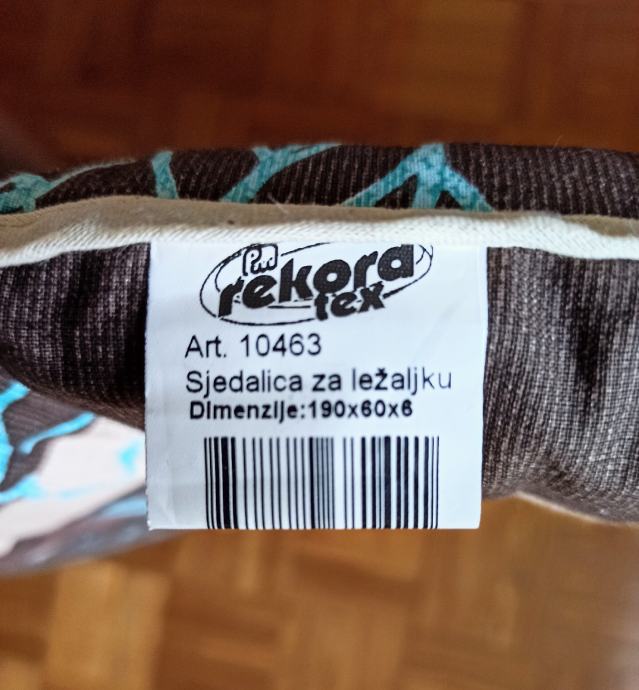 rekora
tex
Art. 10463
Sjedalica za ležaljku
Dimenzije:190x60x6